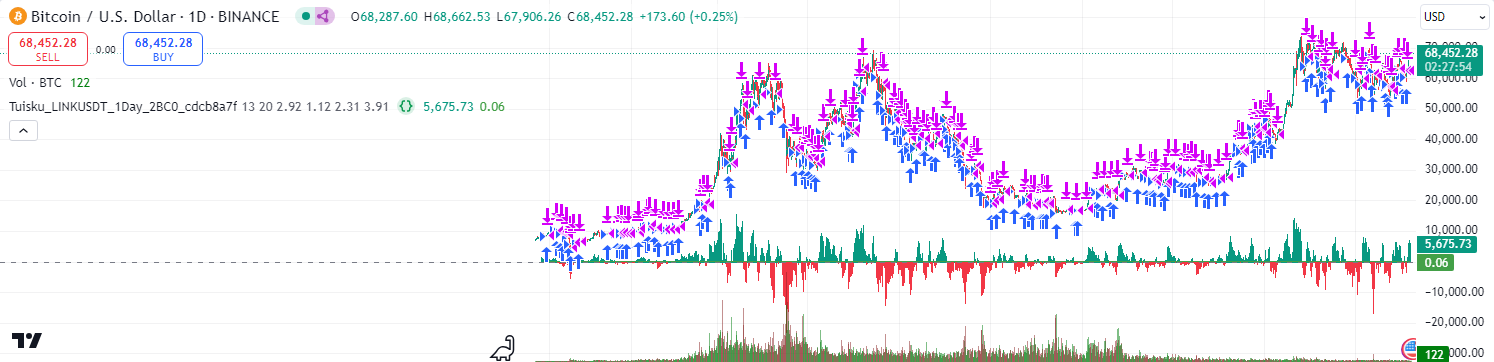 Bitcoin / U.S. Dollar · 1D · BINANCE O68,287.60 H68,662.53 L67,906.26 C68,452.28 +173.60 (+0.25%)
USD
68,452.28
SELL
0.00
68,452.28
BUY
Vol · BTC 122
Tuisku_LINKUSDT_1Day_2BC0_cdcb8a7f 13 20 2.92 1.12 2.31 3.91 {} 5,675.73 0.06
68,452.28
02:27:54
60,000.00
50,000.00
40,000.00
30,000.00
20,000.00
10,000.00
5,675.73
0.06
−10,000.00
−20,000.00
122